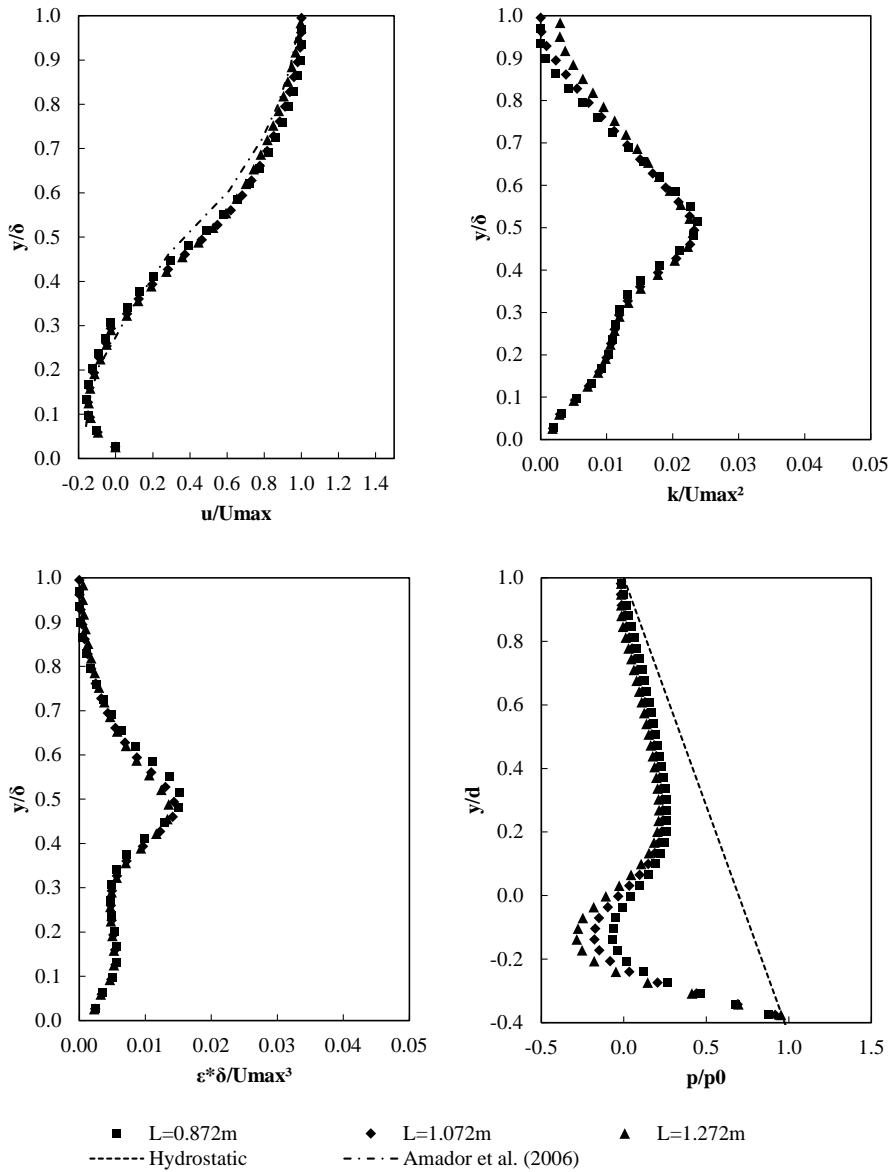 1.0
0.9
0.8
0.7
0.6
0.5
0.4
0.3
0.2
0.1
0.0
y/δ
-0.2 0.0 0.2 0.4 0.6 0.8 1.0 1.2 1.4
u/Umax
1.0
0.9
0.8
0.7
0.6
0.5
0.4
0.3
0.2
0.1
0.0
y/δ
0.00 0.01 0.02 0.03 0.04 0.05
k/Umax²
1.0
0.9
0.8
0.7
0.6
0.5
0.4
0.3
0.2
0.1
0.0
y/δ
0.00 0.01 0.02 0.03 0.04 0.05
ε*δ/Umax³
1.0
0.8
0.6
0.4
0.2
0.0
-0.2
-0.4
y/d
-0.5 0.0 0.5 1.0 1.5
p/p0
L=0.872m L=1.072m L=1.272m
Hydrostatic Amador et al. (2006)